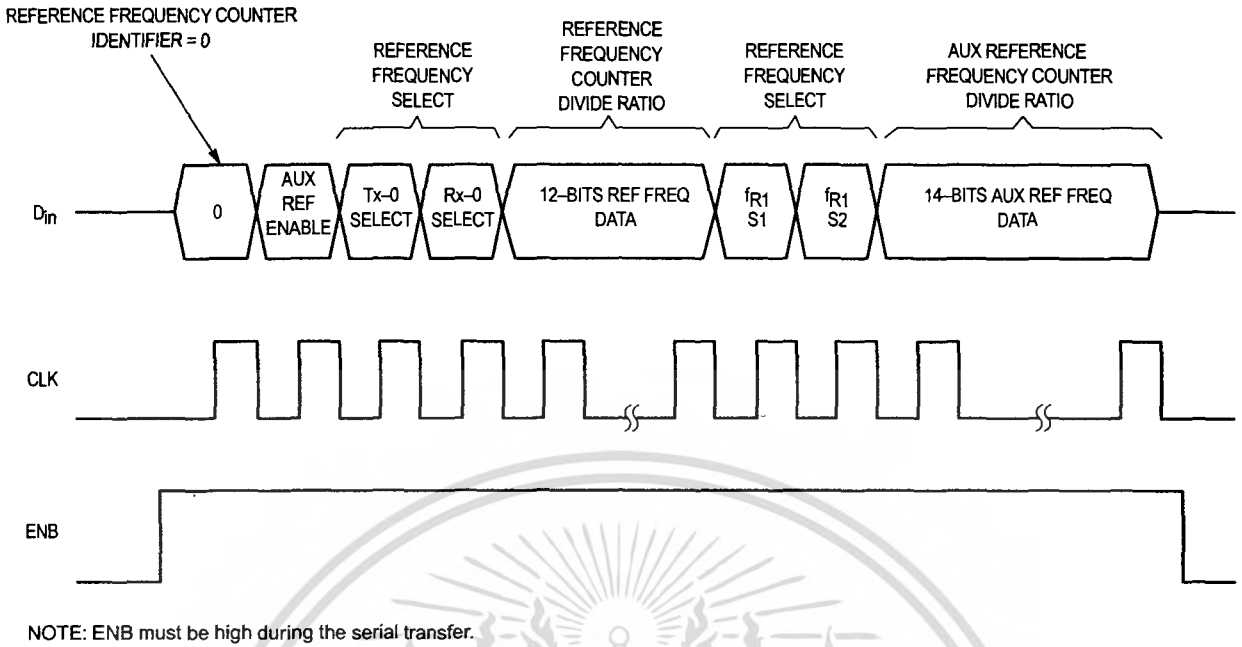 REFERENCE FREQUENCY COUNTER
IDENTIFIER = 0
REFERENCE
FREQUENCY
SELECT
REFERENCE
FREQUENCY
COUNTER
DIVIDE RATIO
REFERENCE
FREQUENCY
SELECT
AUX REFERENCE
FREQUENCY COUNTER
DIVIDE RATIO
Din
0
AUX
REF
ENABLE
Tx–0
SELECT
Rx–0
SELECT
12–BITS REF FREQ
DATA
fR1
S1
fR1
S2
14–BITS AUX REF FREQ
DATA
CLK
ENB
NOTE: ENB must be high during the serial transfer.